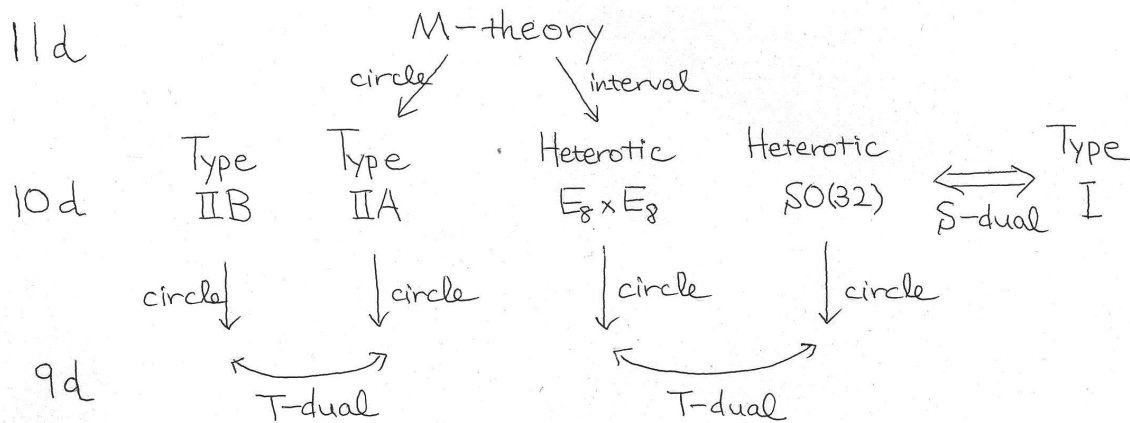 11d
M-theory
circle
interval
10d
Type
IIB
Type
IIA
Heterotic
E₈×E₈
Heterotic
SO(32)
S-dual
Type
I
circle
circle
circle
circle
9d
T-dual
T-dual